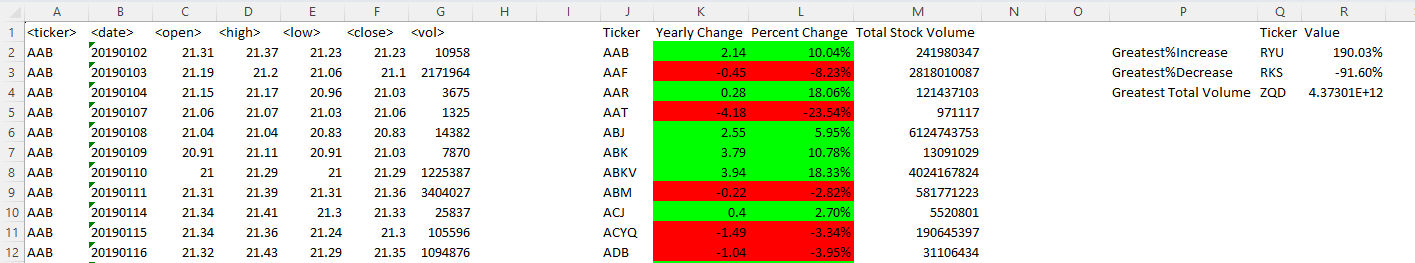 A B C D E F G H I J K L M N O P Q R
1 <ticker> <date> <open> <high> <low> <close> <vol> Ticker Yearly Change Percent Change Total Stock Volume Ticker Value
2 AAB 20190102 21.31 21.37 21.23 21.23 10958 AAB 2.14 10.04% 241980347 Greatest%Increase RYU 190.03%
3 AAB 20190103 21.19 21.2 21.06 21.1 2171964 AAF -0.45 -8.23% 2818010087 Greatest%Decrease RKS -91.60%
4 AAB 20190104 21.15 21.17 20.96 21.03 3675 AAR 0.28 18.06% 121437103 Greatest Total Volume ZQD 4.37301E+12
5 AAB 20190107 21.06 21.07 21.03 21.06 1325 AAT -4.18 -23.54% 971117
6 AAB 20190108 21.04 21.04 20.83 20.83 14382 ABJ 2.55 5.95% 6124743753
7 AAB 20190109 20.91 21.11 20.91 21.03 7870 ABK 3.79 10.78% 13091029
8 AAB 20190110 21 21.29 21 21.29 1225387 ABKV 3.94 18.33% 4024167824
9 AAB 20190111 21.31 21.39 21.31 21.36 3404027 ABM -0.22 -2.82% 581771223
10 AAB 20190114 21.34 21.41 21.3 21.33 25837 ACJ 0.4 2.70% 5520801
11 AAB 20190115 21.34 21.36 21.24 21.3 105596 ACYQ -1.49 -3.34% 190645397
12 AAB 20190116 21.32 21.43 21.29 21.35 1094876 ADB -1.04 -3.95% 31106434